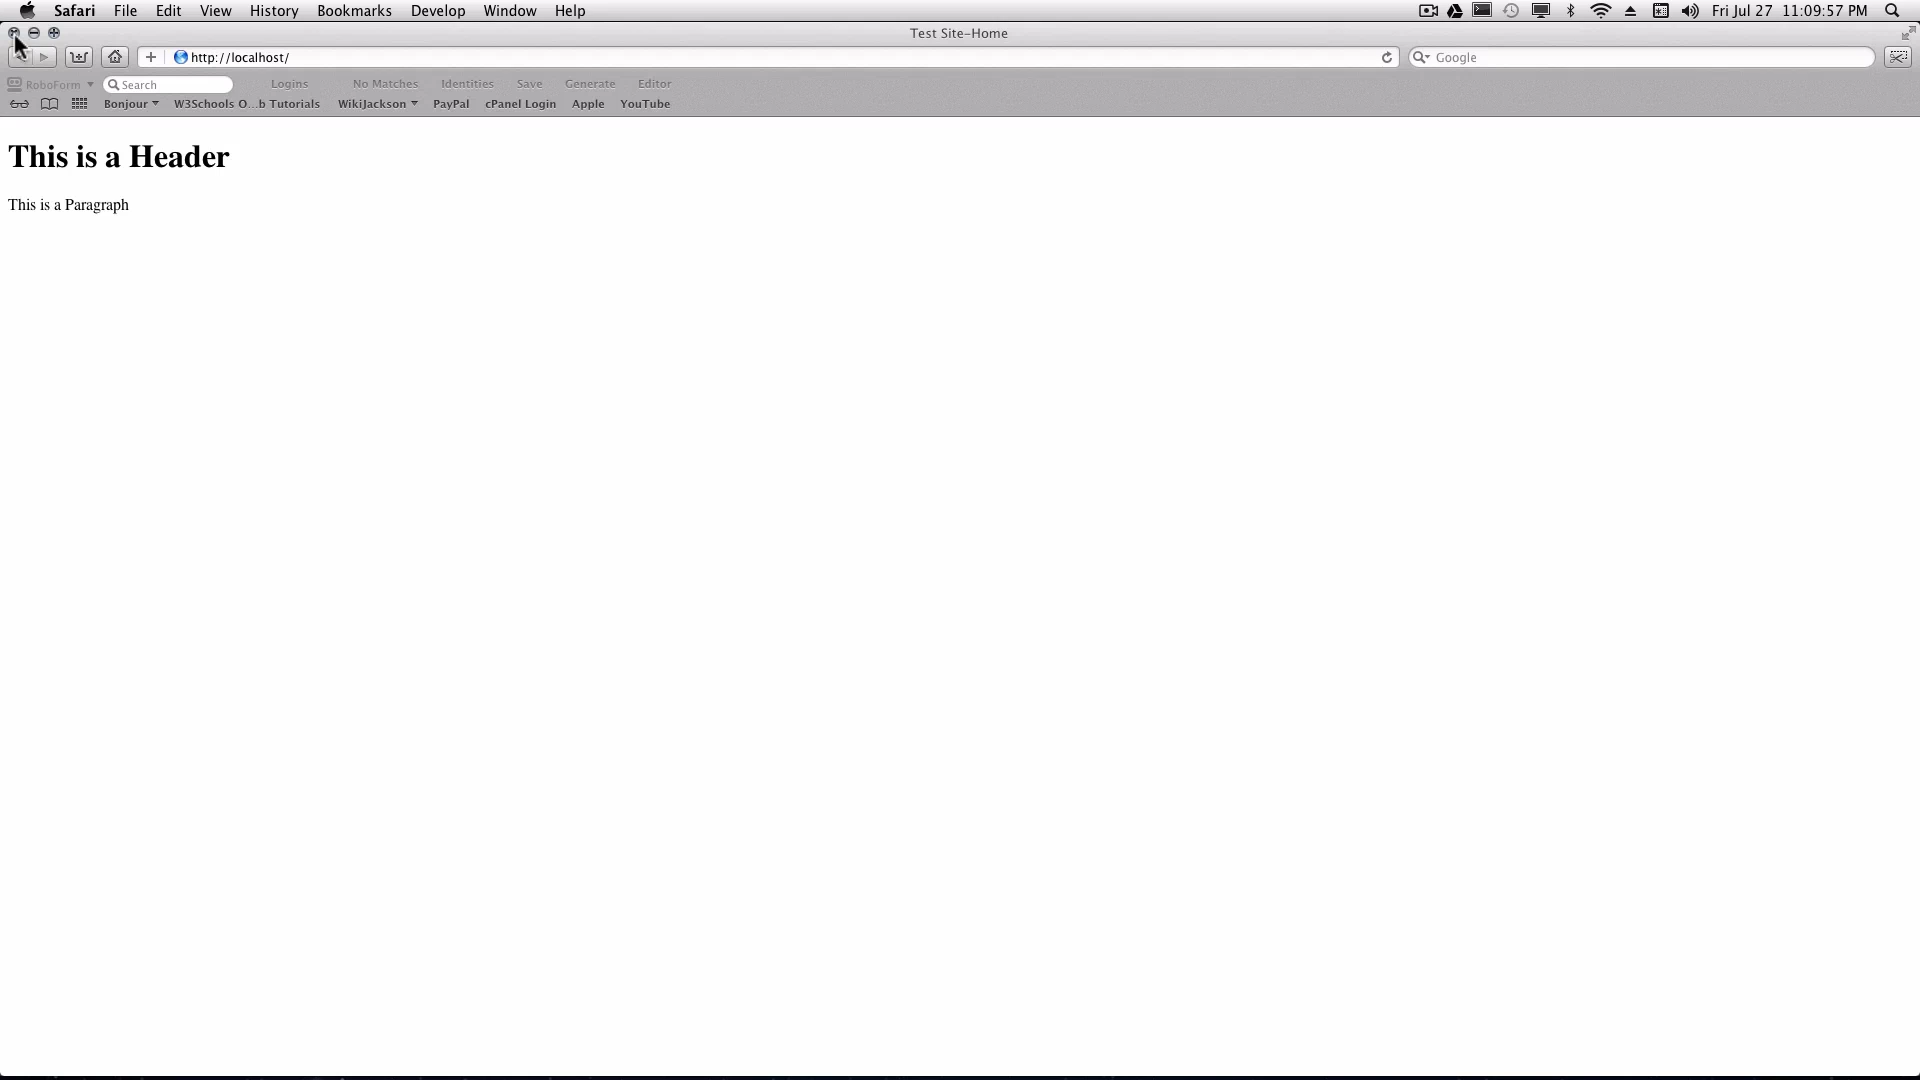 Safari File Edit View History Bookmarks Develop Window Help Fri Jul 27 11:09:57 PM
Test Site-Home
http://localhost/ Google
RoboForm Search Logins No Matches Identities Save Generate Editor
Bonjour W3Schools O...b Tutorials WikiJackson PayPal cPanel Login Apple YouTube
This is a Header
This is a Paragraph